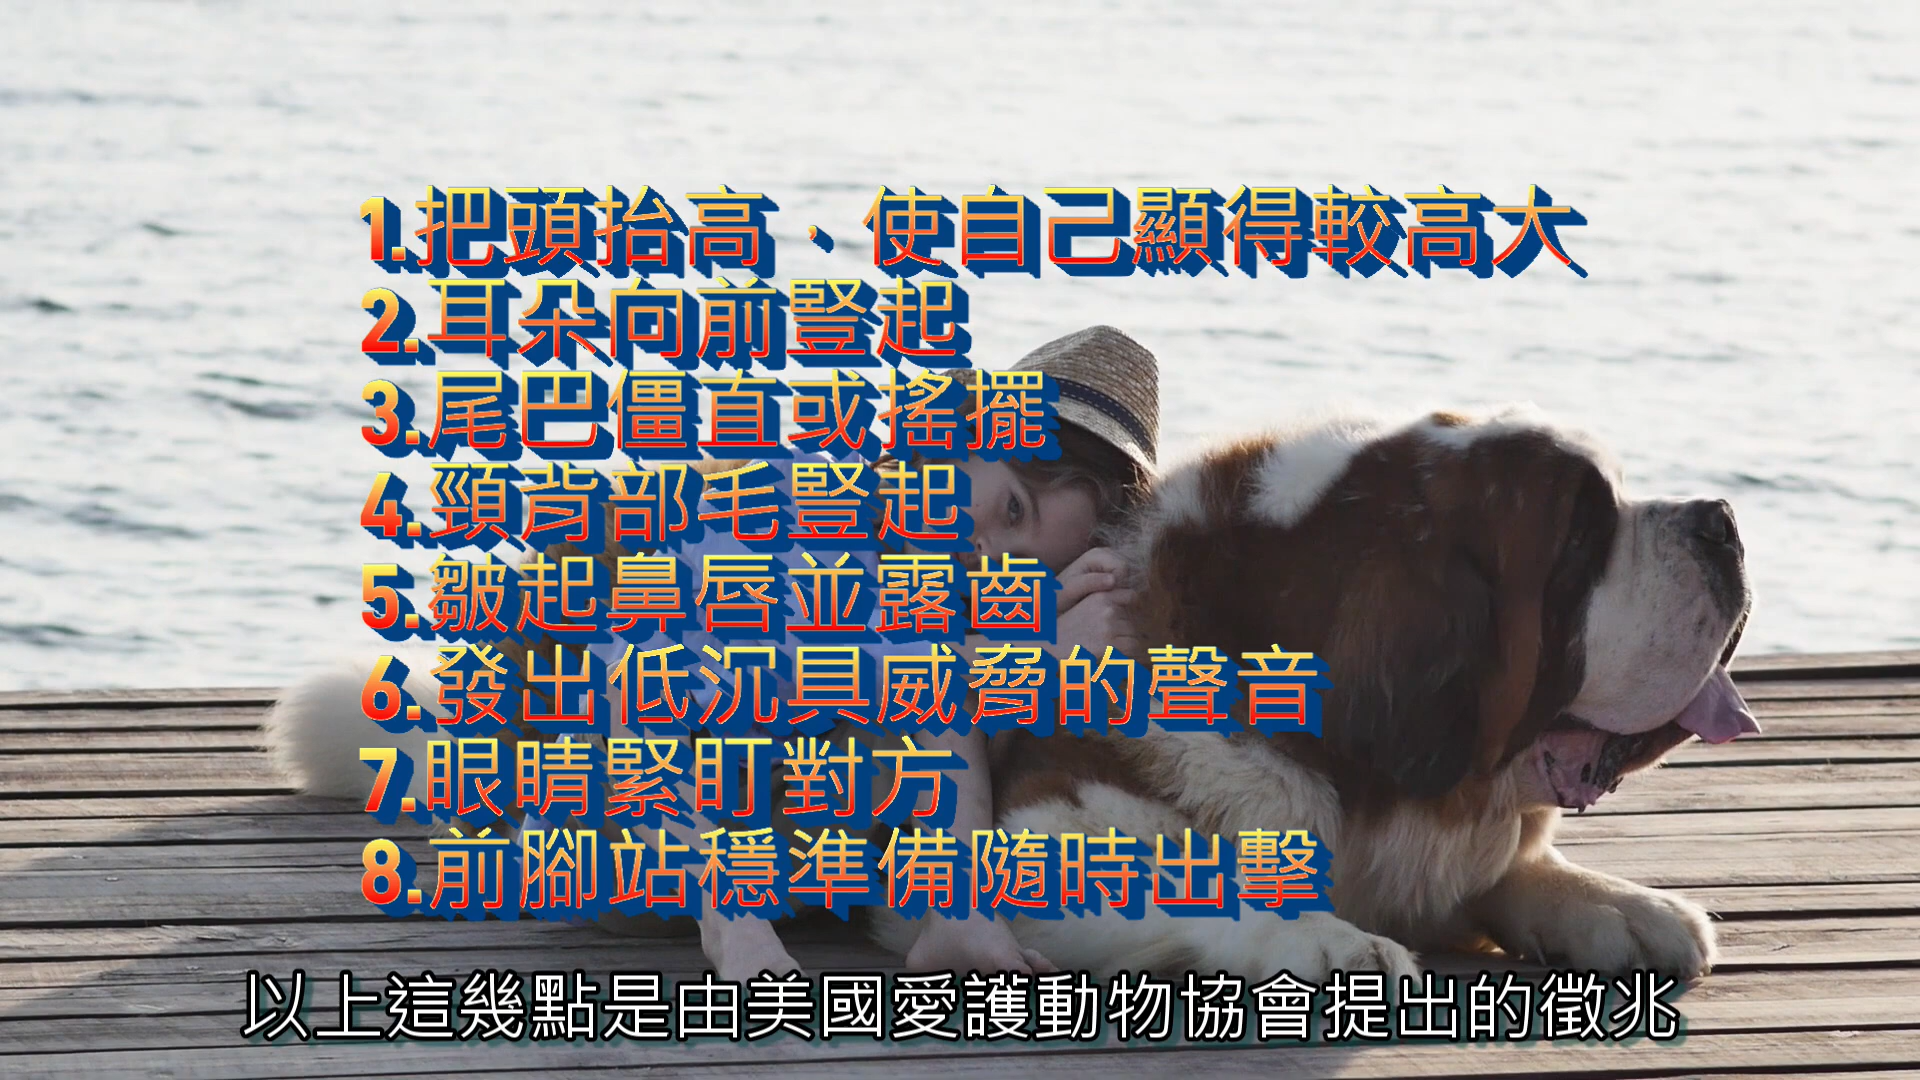 1.把頭抬高、使自己顯得較高大
2.耳朵向前豎起
3.尾巴僵直或搖擺
4.頸背部毛豎起
5.皺起鼻唇並露齒
6.發出低沉具威脅的聲音
7.眼睛緊盯對方
8.前腳站穩準備隨時出擊
以上這幾點是由美國愛護動物協會提出的徵兆